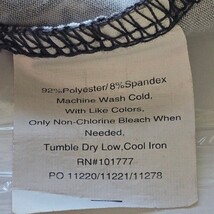 92%Polyester/8%Spandex
Machine Wash Cold,
With Like Colors,
Only Non-Chlorine Bleach When
Needed,
Tumble Dry Low,Cool Iron
RN#101777
PO 11220/11221/11278